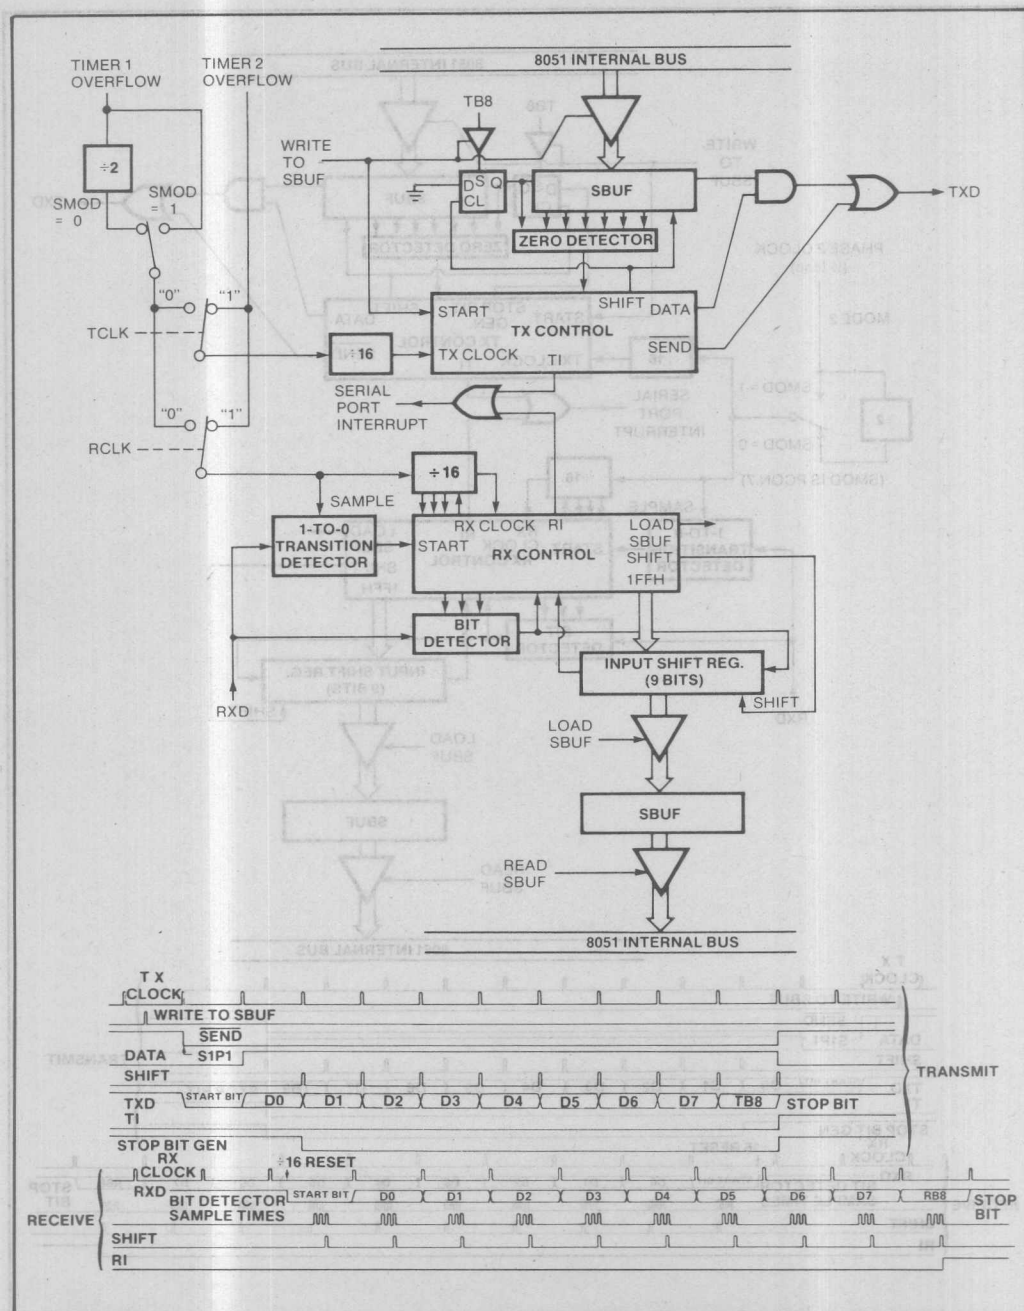 TIMER 1
OVERFLOW
TIMER 2
OVERFLOW
8051 INTERNAL BUS
TB8
WRITE
TO
SBUF
÷2
SMOD
= 0
SMOD
= 1
D S Q
CL
SBUF
TXD
ZERO DETECTOR
"0" "1"
TCLK
START
SHIFT
DATA
TX CONTROL
SEND
÷16
TX CLOCK
TI
SERIAL
PORT
INTERRUPT
"0" "1"
RCLK
÷16
SAMPLE
1-TO-0
TRANSITION
DETECTOR
RX CLOCK RI
START
RX CONTROL
LOAD
SBUF
SHIFT
1FFH
BIT
DETECTOR
INPUT SHIFT REG.
(9 BITS)
RXD
SHIFT
LOAD
SBUF
SBUF
READ
SBUF
8051 INTERNAL BUS
TX
CLOCK
WRITE TO SBUF
SEND
DATA S1P1
SHIFT
TRANSMIT
TXD START BIT D0 D1 D2 D3 D4 D5 D6 D7 TB8 STOP BIT
TI
STOP BIT GEN
RX
CLOCK
÷16 RESET
RXD START BIT D0 D1 D2 D3 D4 D5 D6 D7 RB8 STOP
BIT
BIT DETECTOR
SAMPLE TIMES
RECEIVE
SHIFT
RI